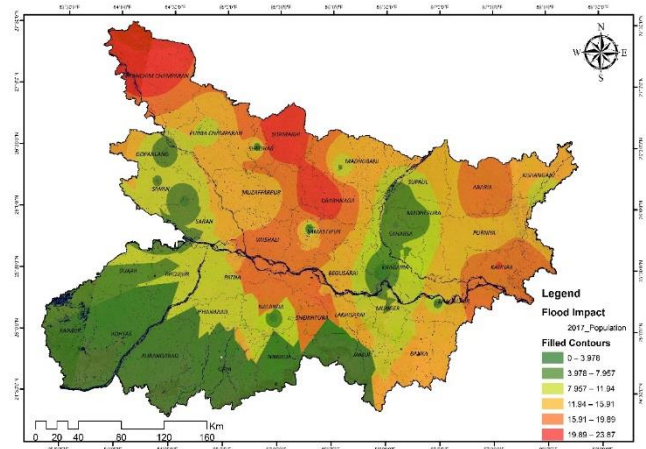 N
W E
S
PASHCHIM CHAMPARAN
PURBA CHAMPARAN
SHEOHAR
SITAMARHI
GOPALGANJ
MADHUBANI
SIWAN
SUPAUL
ARARIA
KISHANGANJ
MUZAFFARPUR
DARBHANGA
SARAN
MADHEPURA
SAMASTIPUR
SAHARSA
PURNIA
VAISHALI
KHAGARIA
KATIHAR
BUXAR
BHOJPUR
PATNA
BEGUSARAI
NALANDA
LAKHISARAI
MUNGER
SHEIKHPURA
KAIMUR
ROHTAS
JEHANABAD
AURANGABAD
GAYA
NAWADA
JAMUI
BANKA
Legend
Flood Impact
2017_Population
Filled Contours
0 – 3.978
3.978 – 7.957
7.957 – 11.94
11.94 – 15.91
15.91 – 19.89
19.89 – 23.87
Km
0 20 40 80 120 160